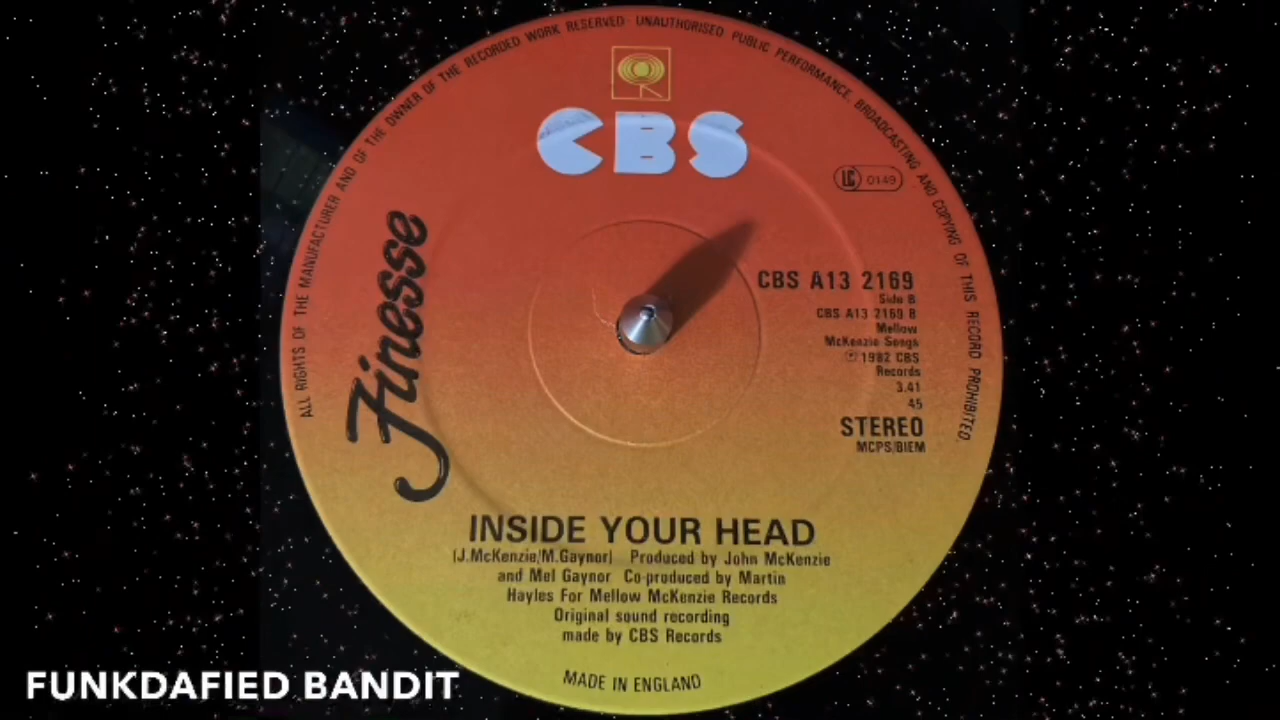 ALL RIGHTS OF THE MANUFACTURER AND OF THE OWNER OF THE RECORDED WORK RESERVED· UNAUTHORISED PUBLIC PERFORMANCE, BROADCASTING AND COPYING OF THIS RECORD PROHIBITED.
CBS
LC 0149
Finesse
CBS A13 2169
Side B
CBS A13 2169 B
Mellow
McKenzie Songs
Ⓟ1982 CBS
Records
3.41
45
STEREO
MCPS/BIEM
INSIDE YOUR HEAD
(J.McKenzie/M.Gaynor) Produced by John McKenzie
and Mel Gaynor Co-produced by Martin
Hayles For Mellow McKenzie Records
Original sound recording
made by CBS Records
MADE IN ENGLAND
FUNKDAFIED BANDIT